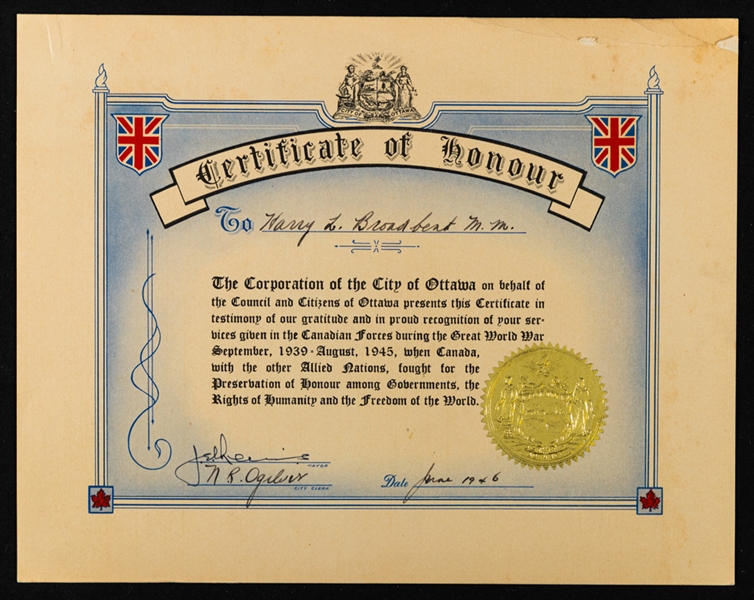 CITY OF OTTAWA
Certificate of Honour
To Harry L. Broadbent M.M.
The Corporation of the City of Ottawa on behalf of
the Council and Citizens of Ottawa presents this Certificate in
testimony of our gratitude and in proud recognition of your ser-
vices given in the Canadian Forces during the Great World War
September, 1939 - August, 1945, when Canada,
with the other Allied Nations, fought for the
Preservation of Honour among Governments, the
Rights of Humanity and the Freedom of the World.
MAYOR
N. R. Ogilvie
CITY CLERK
Date June 1946